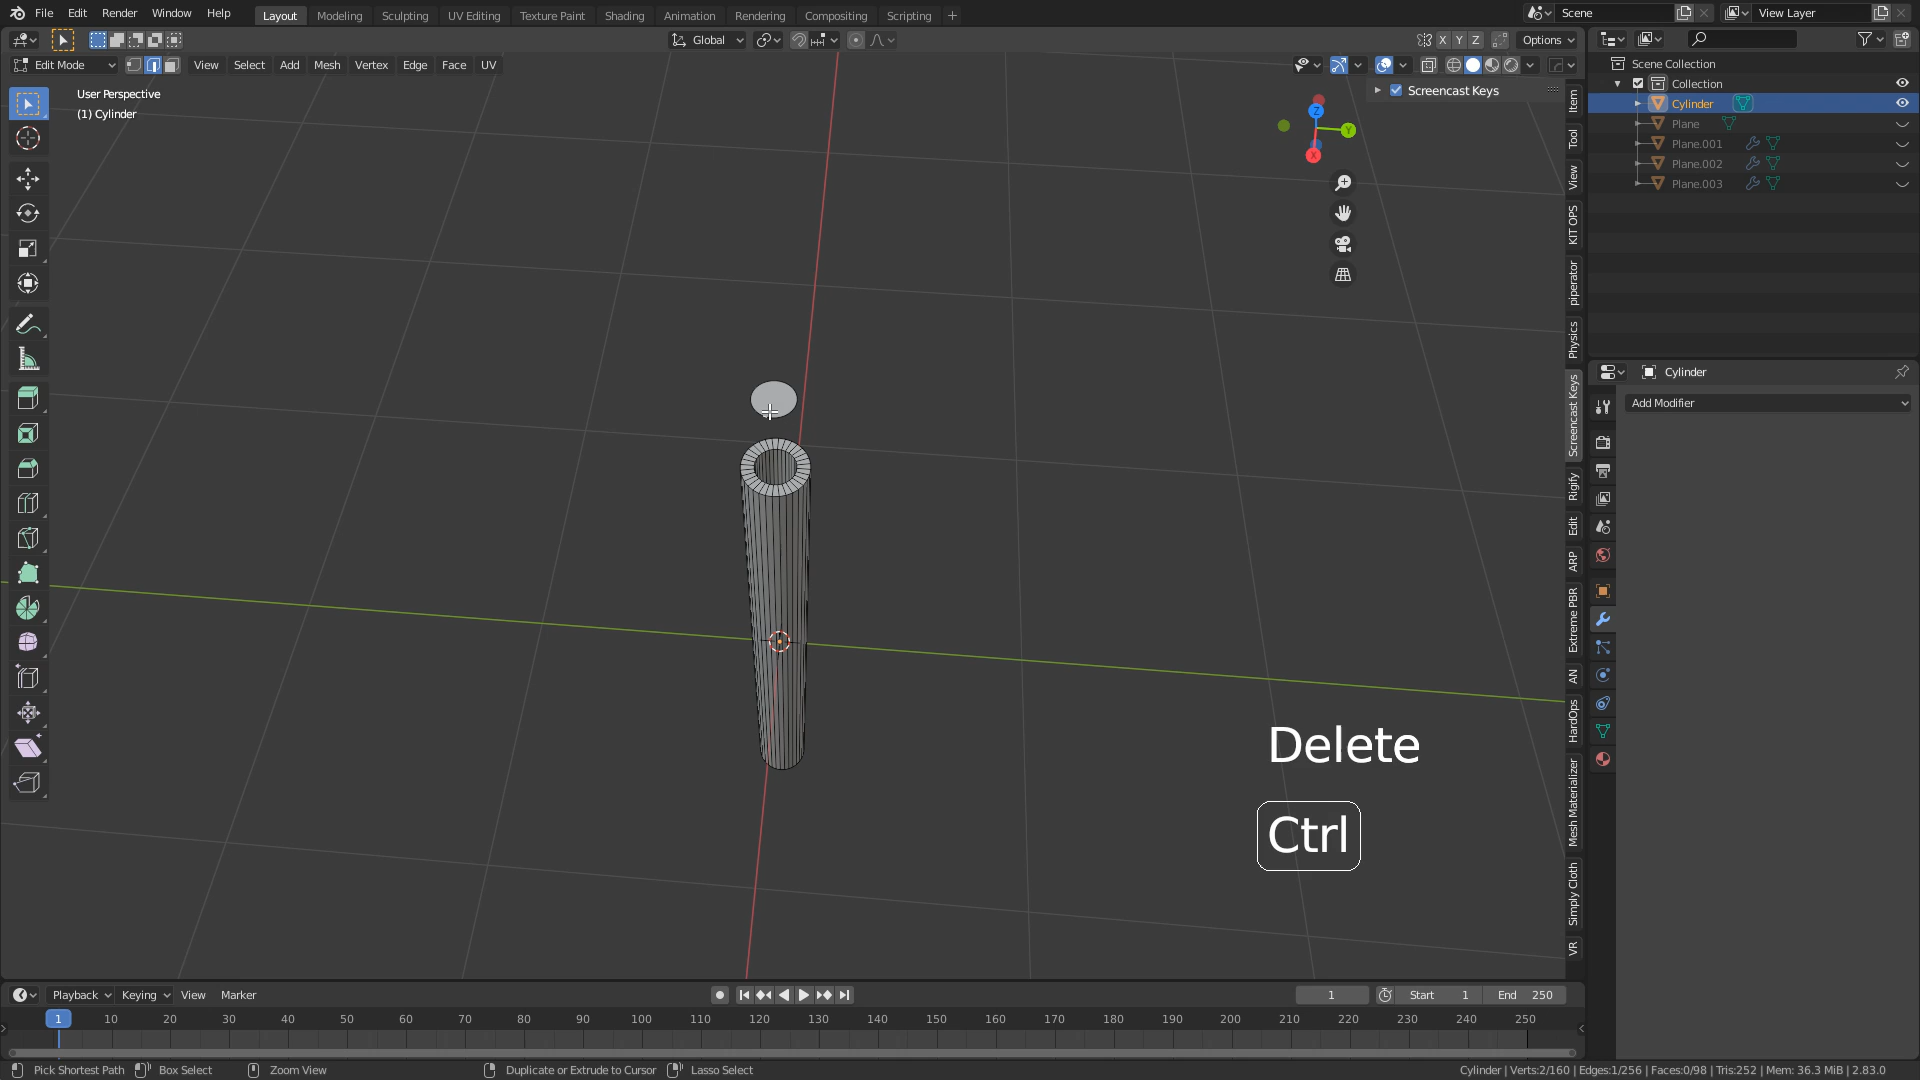 File Edit Render Window Help Layout Modeling Sculpting UV Editing Texture Paint Shading Animation Rendering Compositing Scripting + Scene View Layer
Global X Y Z Options
Edit Mode View Select Add Mesh Vertex Edge Face UV
User Perspective
(1) Cylinder
Screencast Keys
Z
Y
X
Item
Tool
View
KIT OPS
piperator
Physics
Screencast Keys
Rigify
Edit
ARP
Extreme PBR
AN
HardOps
Mesh Materializer
Simply Cloth
VR
Scene Collection
Collection
Cylinder
Plane
Plane.001
Plane.002
Plane.003
Cylinder
Add Modifier
Delete
Ctrl
Playback Keying View Marker 1 Start 1 End 250
1 10 20 30 40 50 60 70 80 90 100 110 120 130 140 150 160 170 180 190 200 210 220 230 240 250
Pick Shortest Path Box Select Zoom View Duplicate or Extrude to Cursor Lasso Select Cylinder | Verts:2/160 | Edges:1/256 | Faces:0/98 | Tris:252 | Mem: 36.3 MiB | 2.83.0